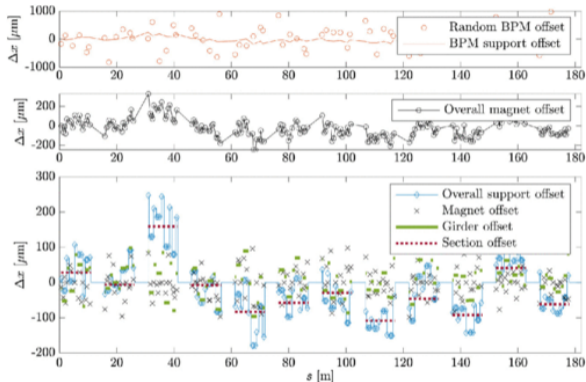 1000
0
-1000
Δx [μm]
Random BPM offset
BPM support offset
0 20 40 60 80 100 120 140 160 180
200
0
-200
Δx [μm]
Overall magnet offset
0 20 40 60 80 100 120 140 160 180
300
200
100
0
-100
-200
Δx [μm]
Overall support offset
Magnet offset
Girder offset
Section offset
0 20 40 60 80 100 120 140 160 180
s [m]